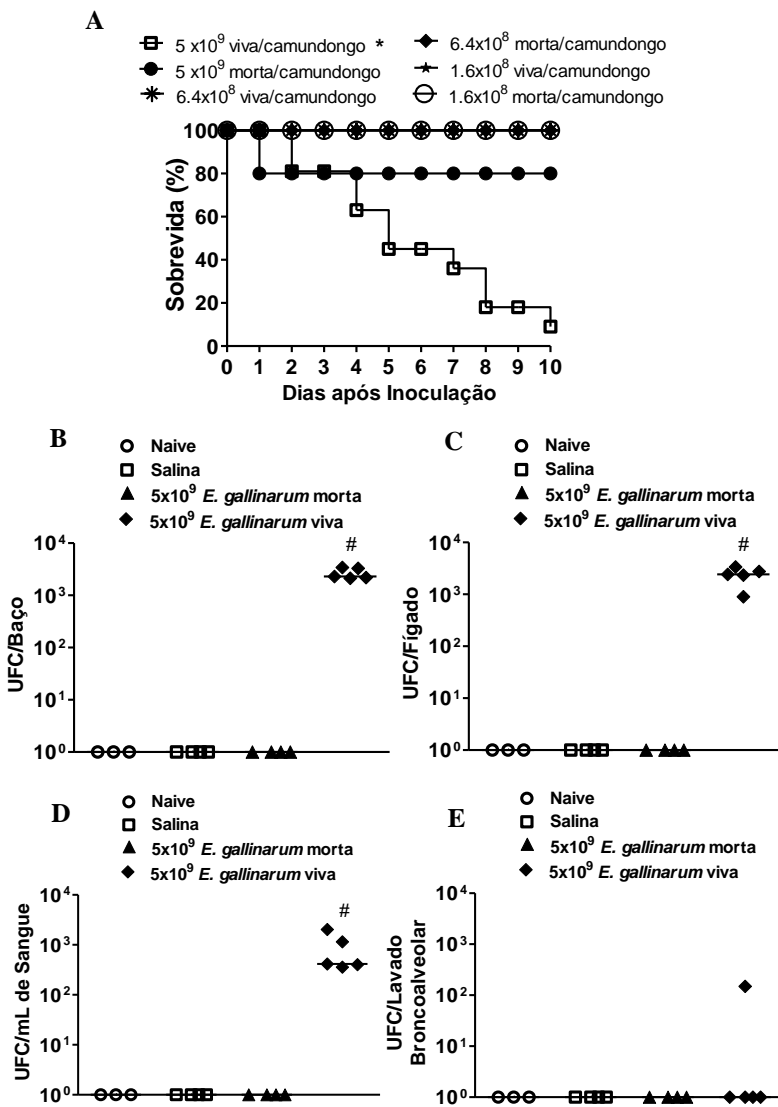 A
5 x10⁹ viva/camundongo *
6.4x10⁸ morta/camundongo
5 x10⁹ morta/camundongo
1.6x10⁸ viva/camundongo
6.4x10⁸ viva/camundongo
1.6x10⁸ morta/camundongo
Sobrevida (%)
100
80
60
40
20
0
0 1 2 3 4 5 6 7 8 9 10
Dias após Inoculação
B
Naive
Salina
5x10⁹ E. gallinarum morta
5x10⁹ E. gallinarum viva
UFC/Baço
10⁴
10³
10²
10¹
10⁰
#
C
Naive
Salina
5x10⁹ E. gallinarum morta
5x10⁹ E. gallinarum viva
UFC/Fígado
10⁴
10³
10²
10¹
10⁰
#
D
Naive
Salina
5x10⁹ E. gallinarum morta
5x10⁹ E. gallinarum viva
UFC/mL de Sangue
10⁴
10³
10²
10¹
10⁰
#
E
Naive
Salina
5x10⁹ E. gallinarum morta
5x10⁹ E. gallinarum viva
UFC/Lavado
Broncoalveolar
10⁴
10³
10²
10¹
10⁰